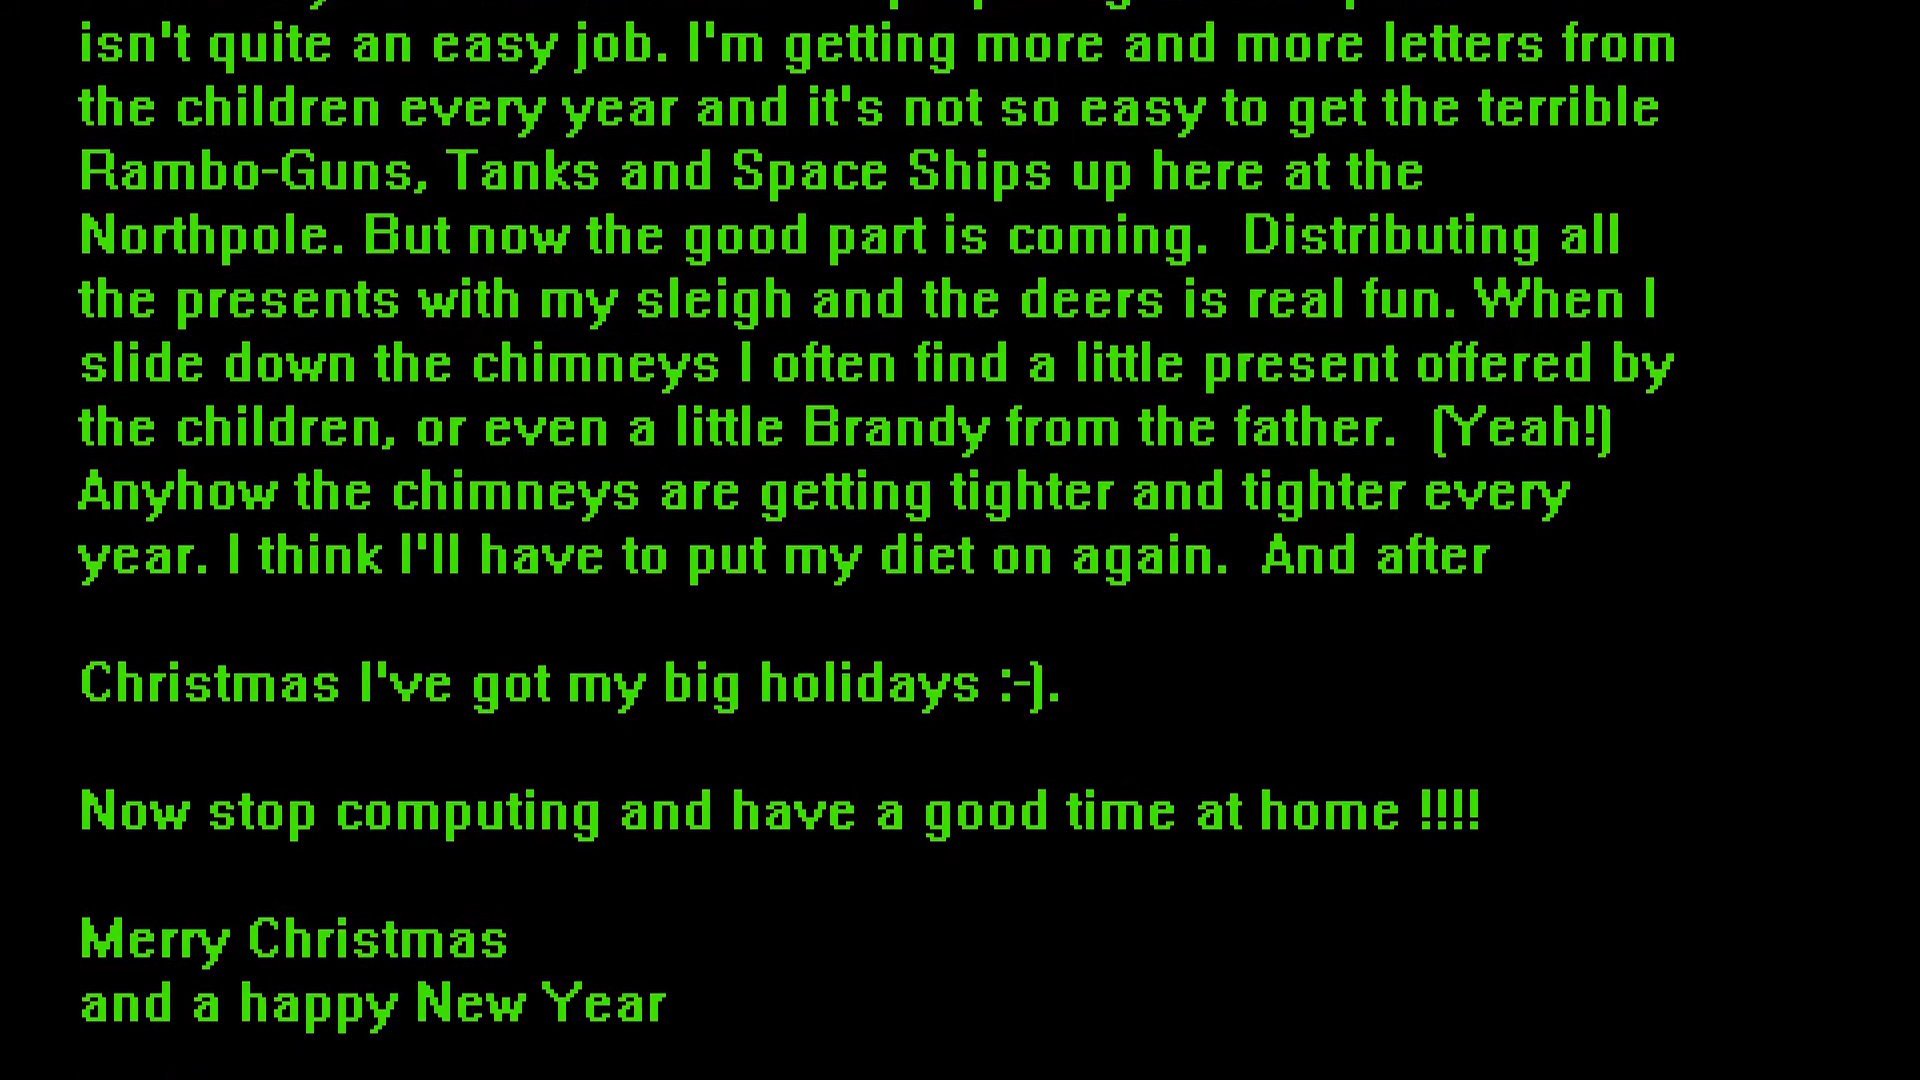 isn't quite an easy job. I'm getting more and more letters from
the children every year and it's not so easy to get the terrible
Rambo-Guns, Tanks and Space Ships up here at the
Northpole. But now the good part is coming.  Distributing all
the presents with my sleigh and the deers is real fun. When I
slide down the chimneys I often find a little present offered by
the children, or even a little Brandy from the father.  (Yeah!)
Anyhow the chimneys are getting tighter and tighter every
year. I think I'll have to put my diet on again.  And after
Christmas I've got my big holidays :-).
Now stop computing and have a good time at home !!!!
Merry Christmas
and a happy New Year